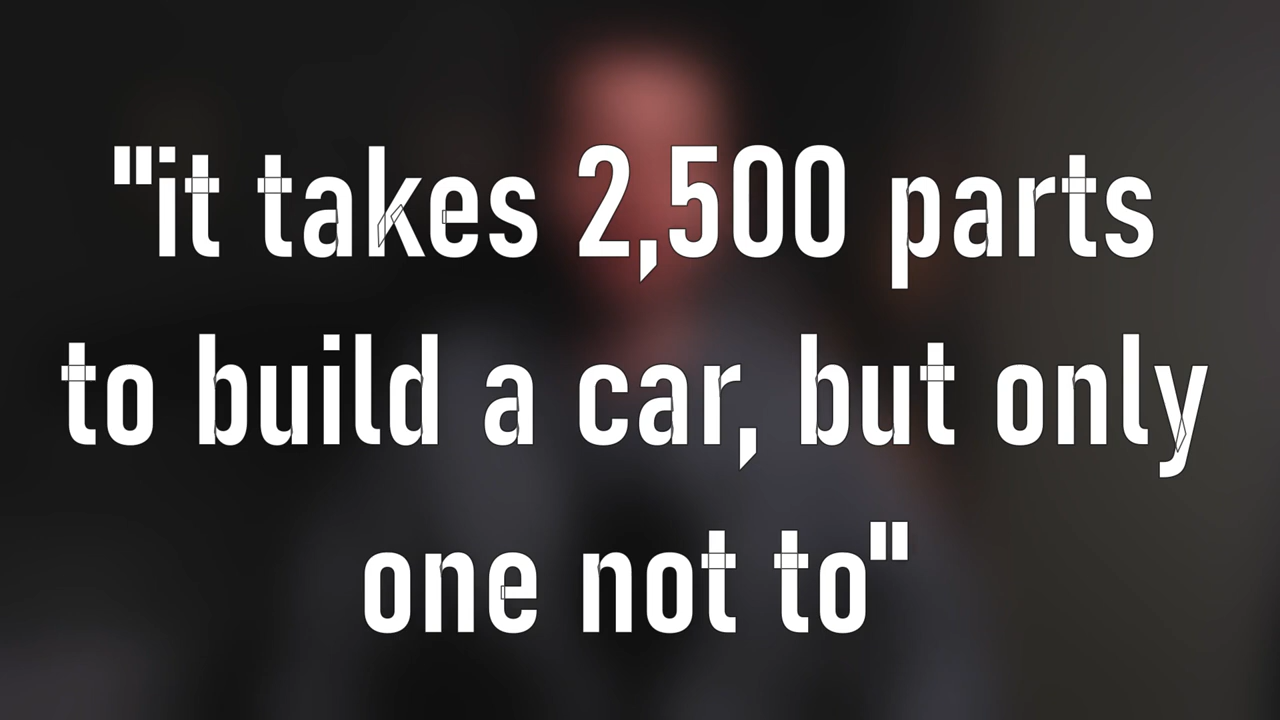 "it takes 2,500 parts
to build a car, but only
one not to"